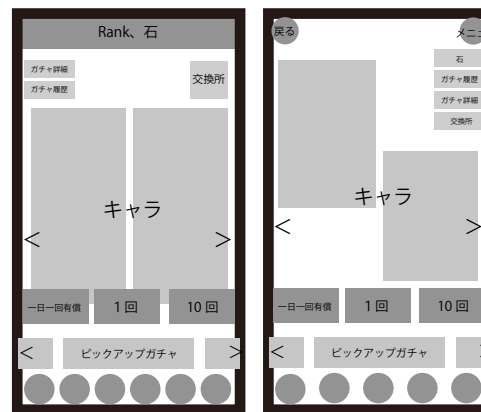 Rank、石
ガチャ詳細
ガチャ履歴
交換所
キャラ
<
>
一日一回有償
1回
10回
<
ピックアップガチャ
>
戻る
メニュ
石
ガチャ履歴
ガチャ詳細
交換所
キャラ
<
>
一日一回有償
1回
10回
<
ピックアップガチャ